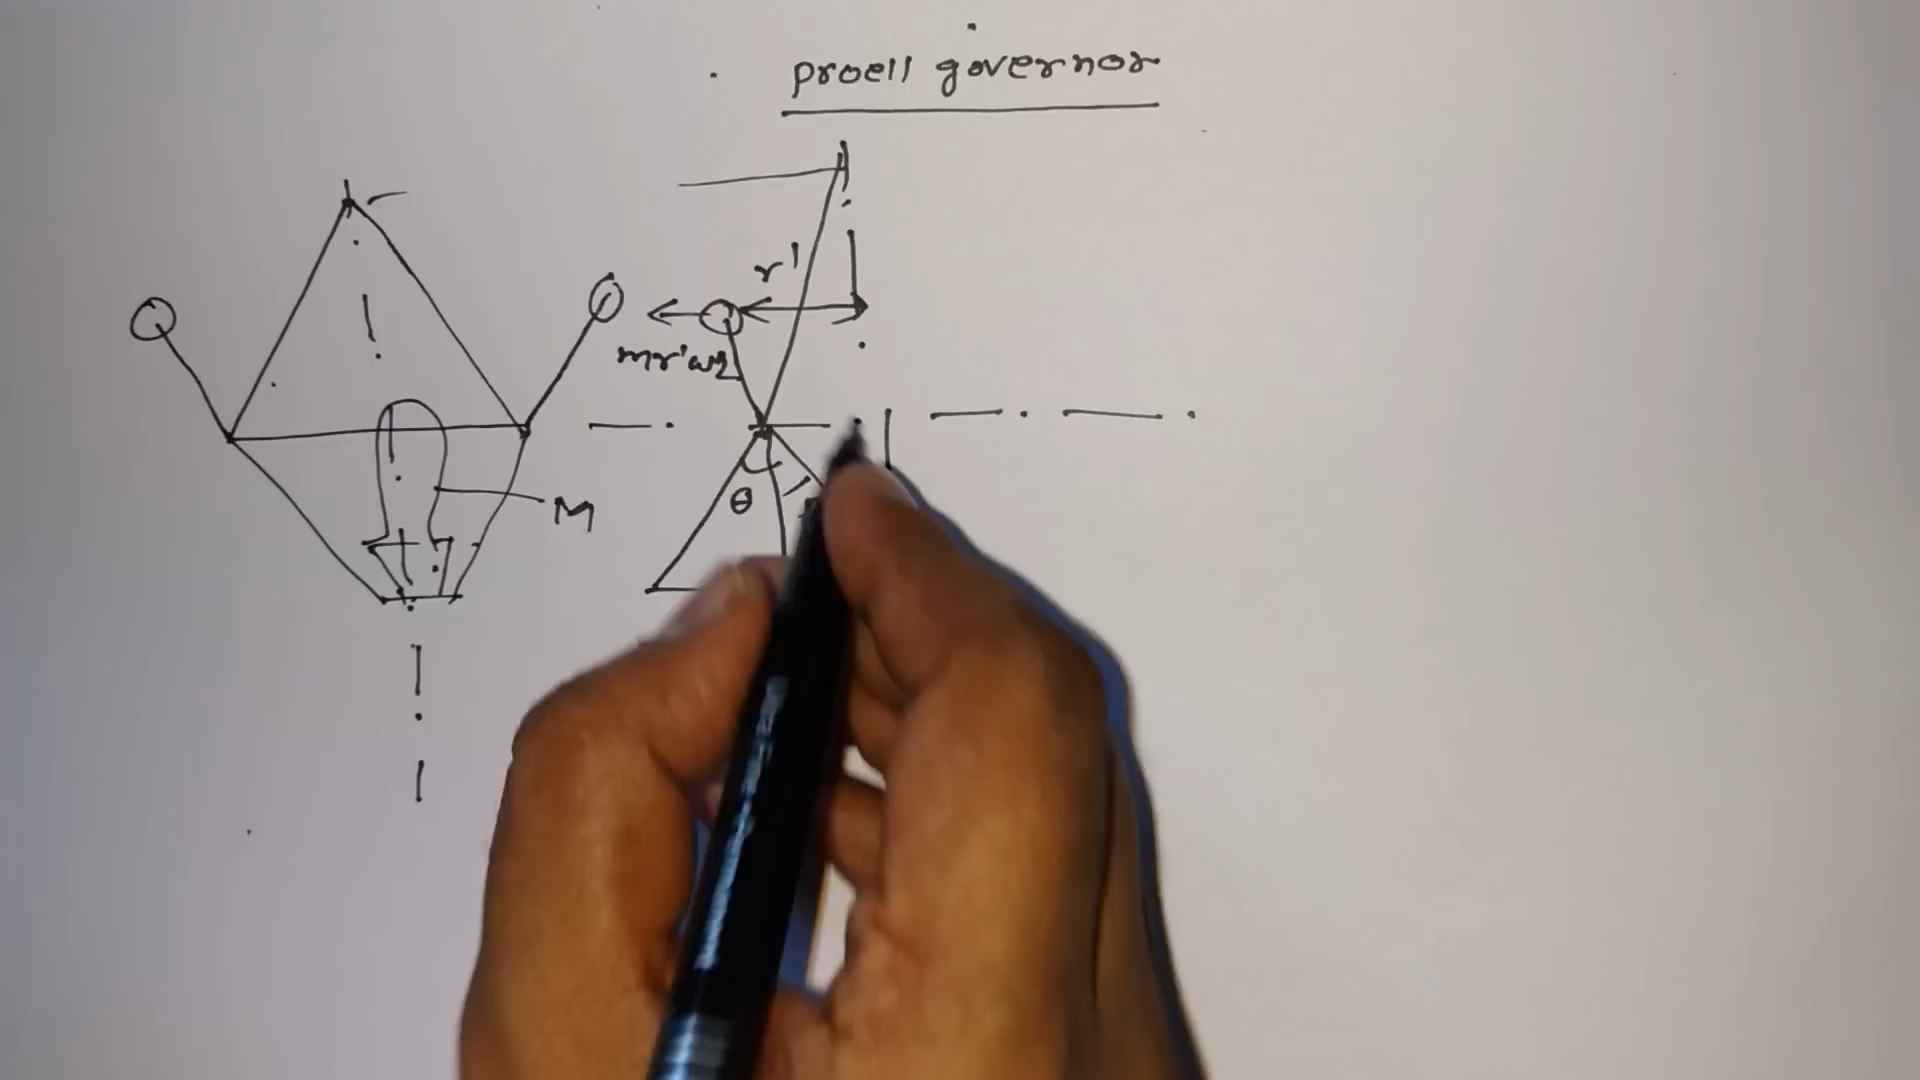 proell governor
r'
mr'ω2
θ
M